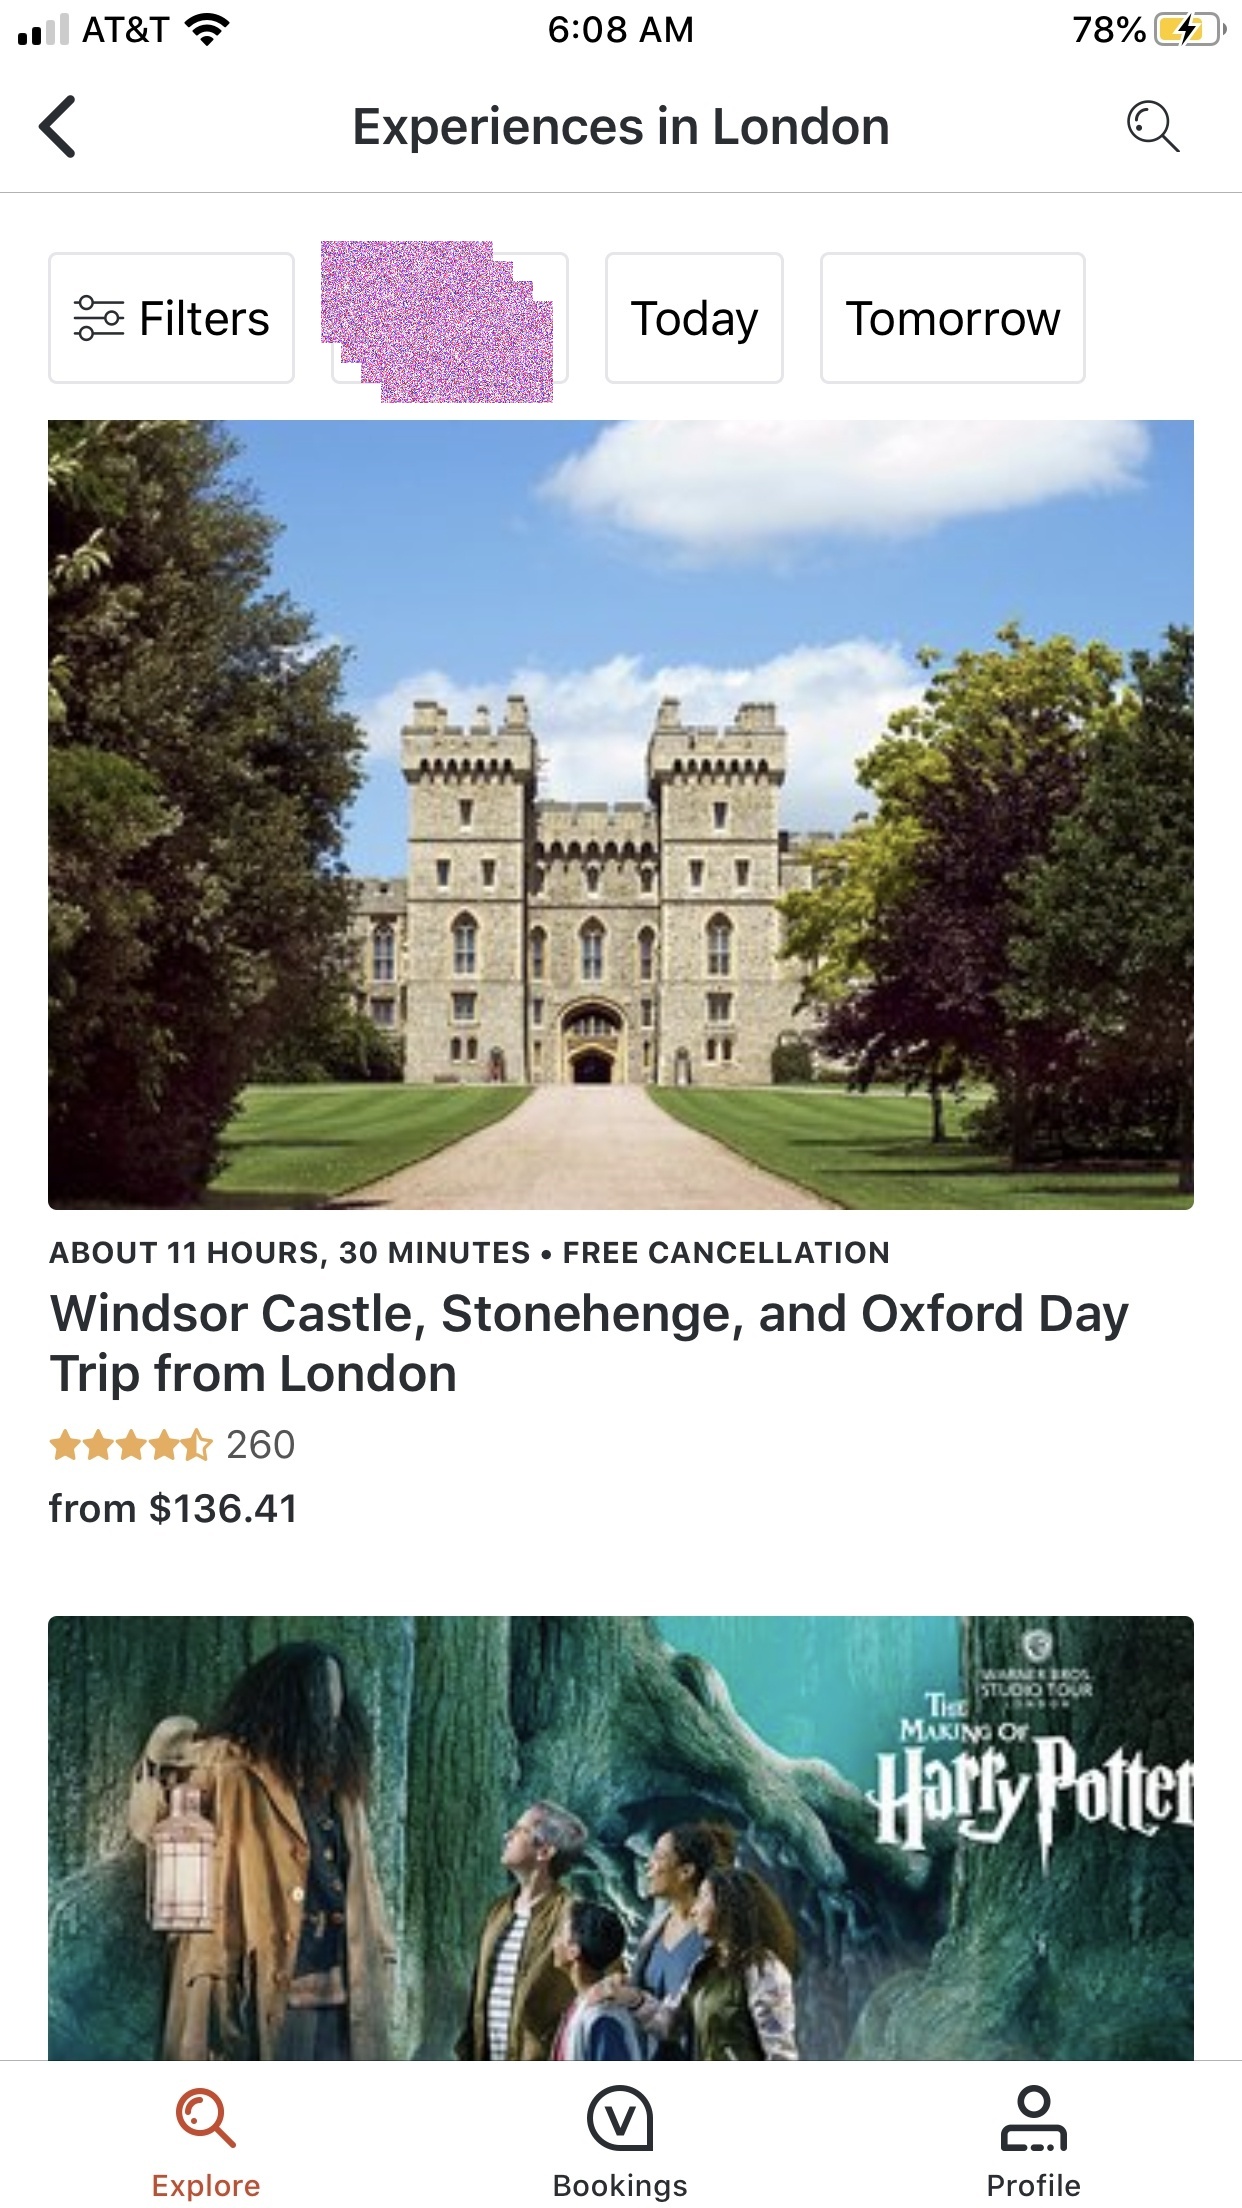 AT&T 6:08 AM 78%
Experiences in London
Filters Today Tomorrow
ABOUT 11 HOURS, 30 MINUTES • FREE CANCELLATION
Windsor Castle, Stonehenge, and Oxford Day
Trip from London
260
from $136.41
WARNER BROS.
STUDIO TOUR
LONDON
THE
MAKING OF
Harry Potter
Explore Bookings Profile